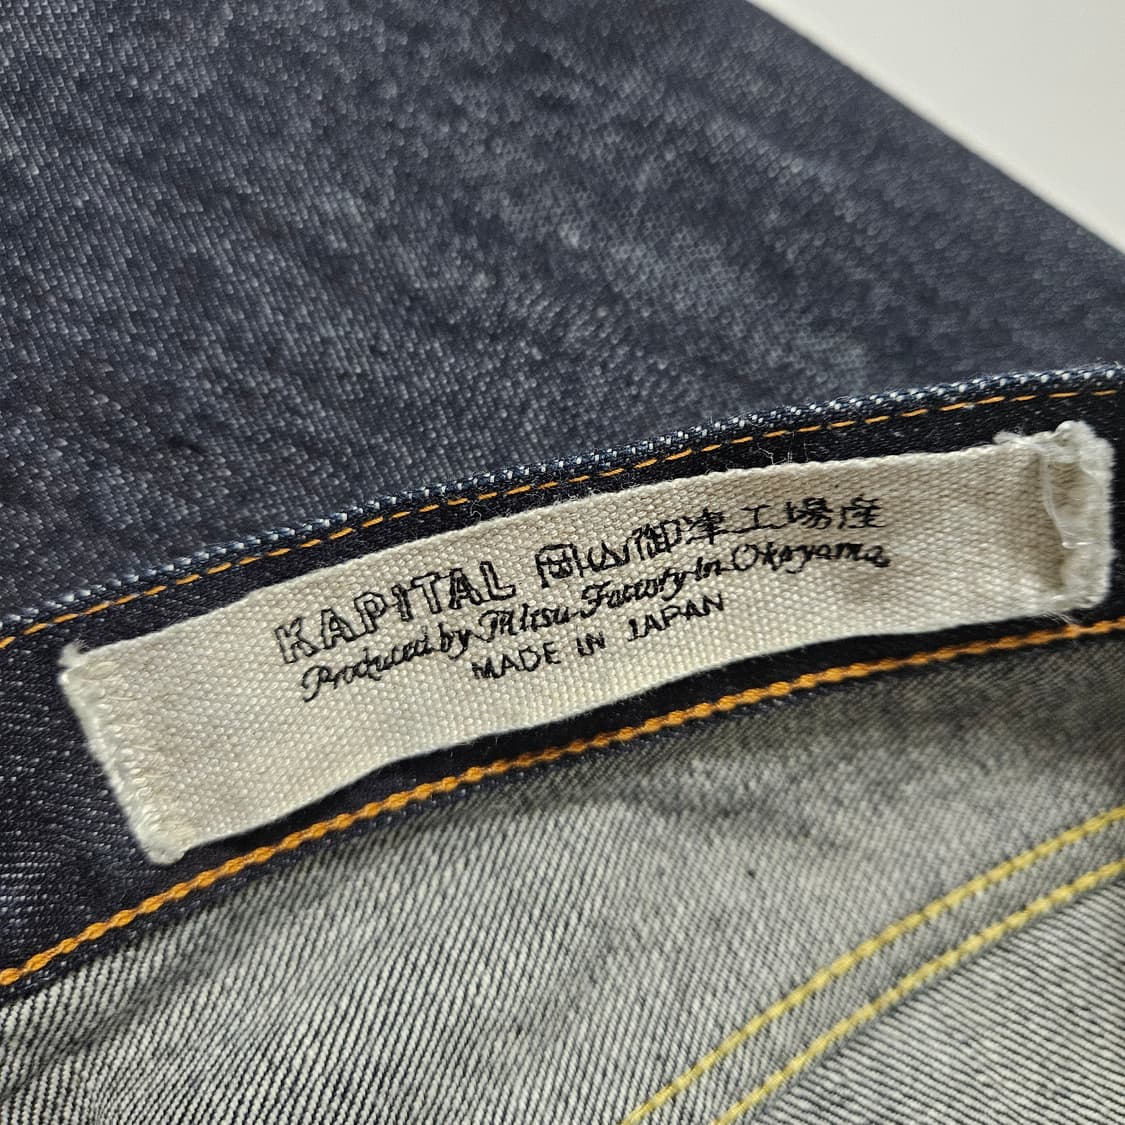 KAPITAL 岡山御津工場産
Produced by Mitsu Factory in Okayama
MADE IN JAPAN